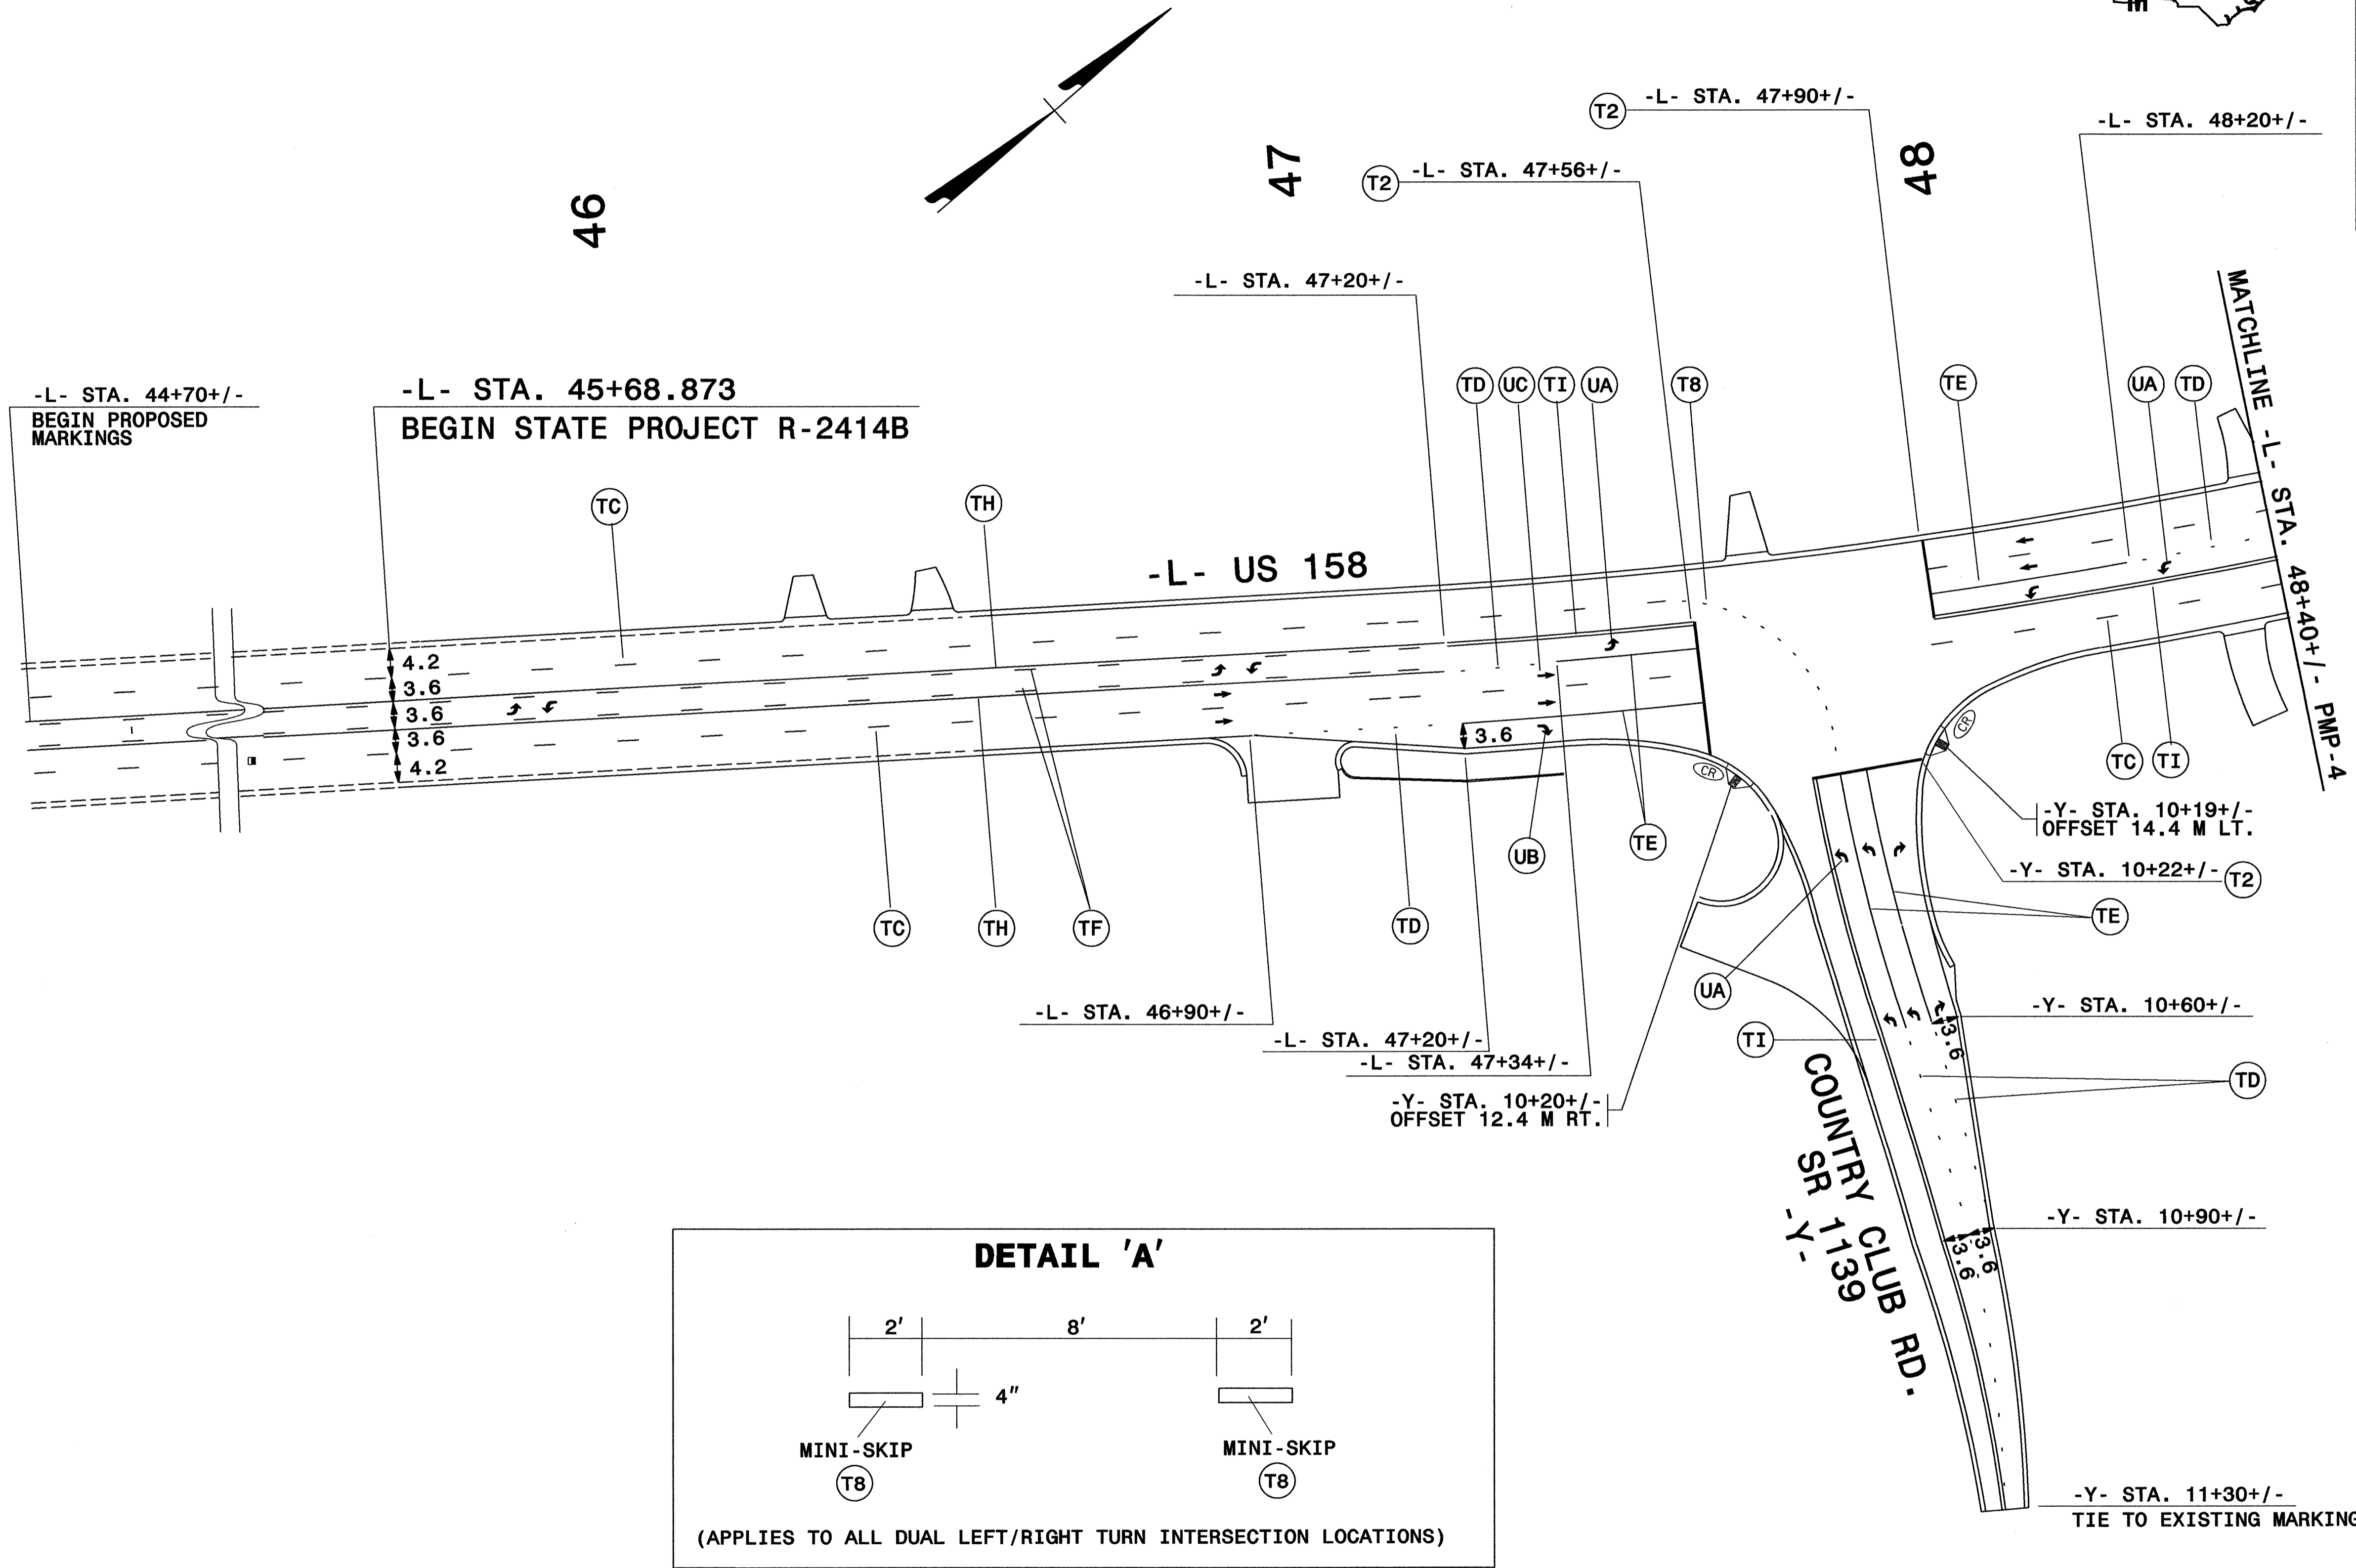 T2
-L- STA. 47+90+/-
-L- STA. 48+20+/-
46
47
48
T2
-L- STA. 47+56+/-
-L- STA. 47+20+/-
-L- STA. 44+70+/-
BEGIN PROPOSED
MARKINGS
-L- STA. 45+68.873
BEGIN STATE PROJECT R-2414B
TD
UC
TI
UA
T8
TE
UA
TD
MATCHLINE -L- STA. 48+40+/- PMP-4
TC
TH
-L- US 158
4.2
3.6
3.6
3.6
4.2
3.6
CR
CR
TC
TI
-Y- STA. 10+19+/-
OFFSET 14.4 M LT.
UB
TE
-Y- STA. 10+22+/-
T2
TC
TH
TF
TD
TE
UA
-L- STA. 46+90+/-
-Y- STA. 10+60+/-
3.6
-L- STA. 47+20+/-
TI
-L- STA. 47+34+/-
TD
-Y- STA. 10+20+/-
OFFSET 12.4 M RT.
COUNTRY CLUB RD.
SR 1139
-Y-
-Y- STA. 10+90+/-
3.6
3.6
DETAIL 'A'
2'
8'
2'
4"
MINI-SKIP
MINI-SKIP
T8
T8
(APPLIES TO ALL DUAL LEFT/RIGHT TURN INTERSECTION LOCATIONS)
-Y- STA. 11+30+/-
TIE TO EXISTING MARKING